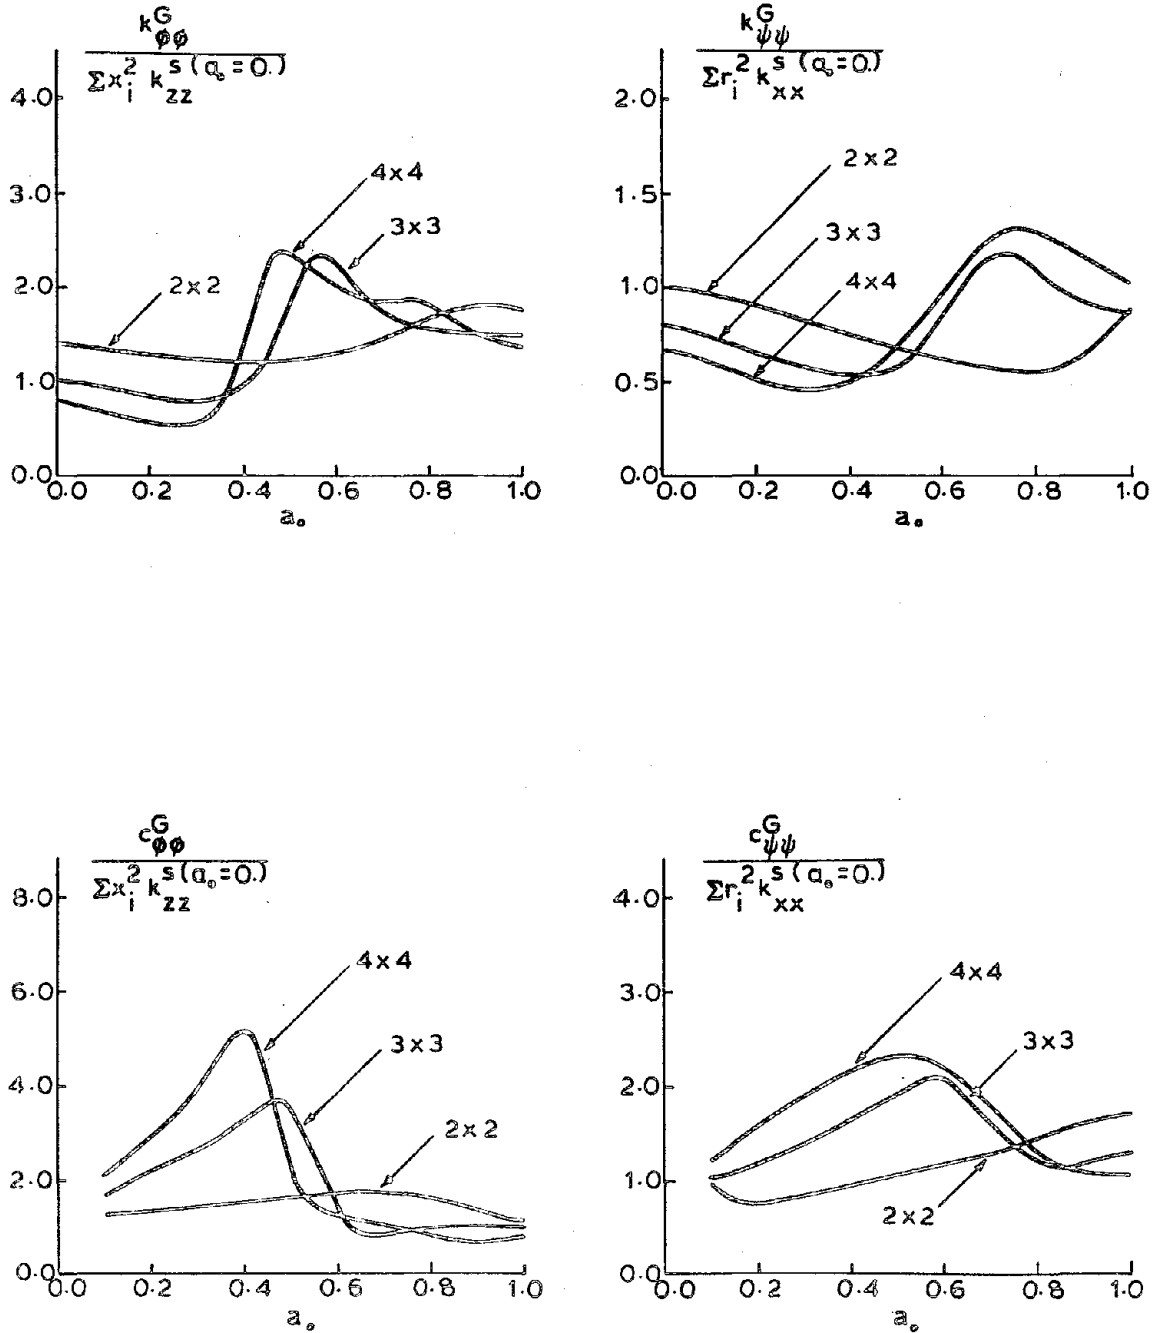 k^G_φφ
Σx_i^2 k_zz^s (a_o=0.)
4.0
3.0
2.0
1.0
0.0
4×4
3×3
2×2
0.0 0.2 0.4 0.6 0.8 1.0
a_o
k^G_ψψ
Σr_i^2 k_xx^s (a_o=0.)
2.0
1.5
1.0
0.5
0.0
2×2
3×3
4×4
0.0 0.2 0.4 0.6 0.8 1.0
a_o
c^G_φφ
Σx_i^2 k_zz^s (a_o=0.)
8.0
6.0
4.0
2.0
0.0
4×4
3×3
2×2
0.0 0.2 0.4 0.6 0.8 1.0
a_o
c^G_ψψ
Σr_i^2 k_xx^s (a_o=0.)
4.0
3.0
2.0
1.0
0.0
4×4
3×3
2×2
0.0 0.2 0.4 0.6 0.8 1.0
a_o